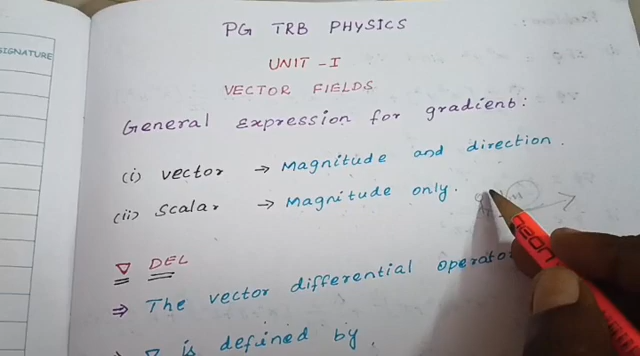 SIGNATURE
PG TRB PHYSICS
UNIT-I
VECTOR FIELDS
General Expression for gradient:
(i) vector → Magnitude and direction.
(ii) Scalar → Magnitude only.
∇ DEL
⇒ The vector differential operator
⇒ ∇ is defined by
neon